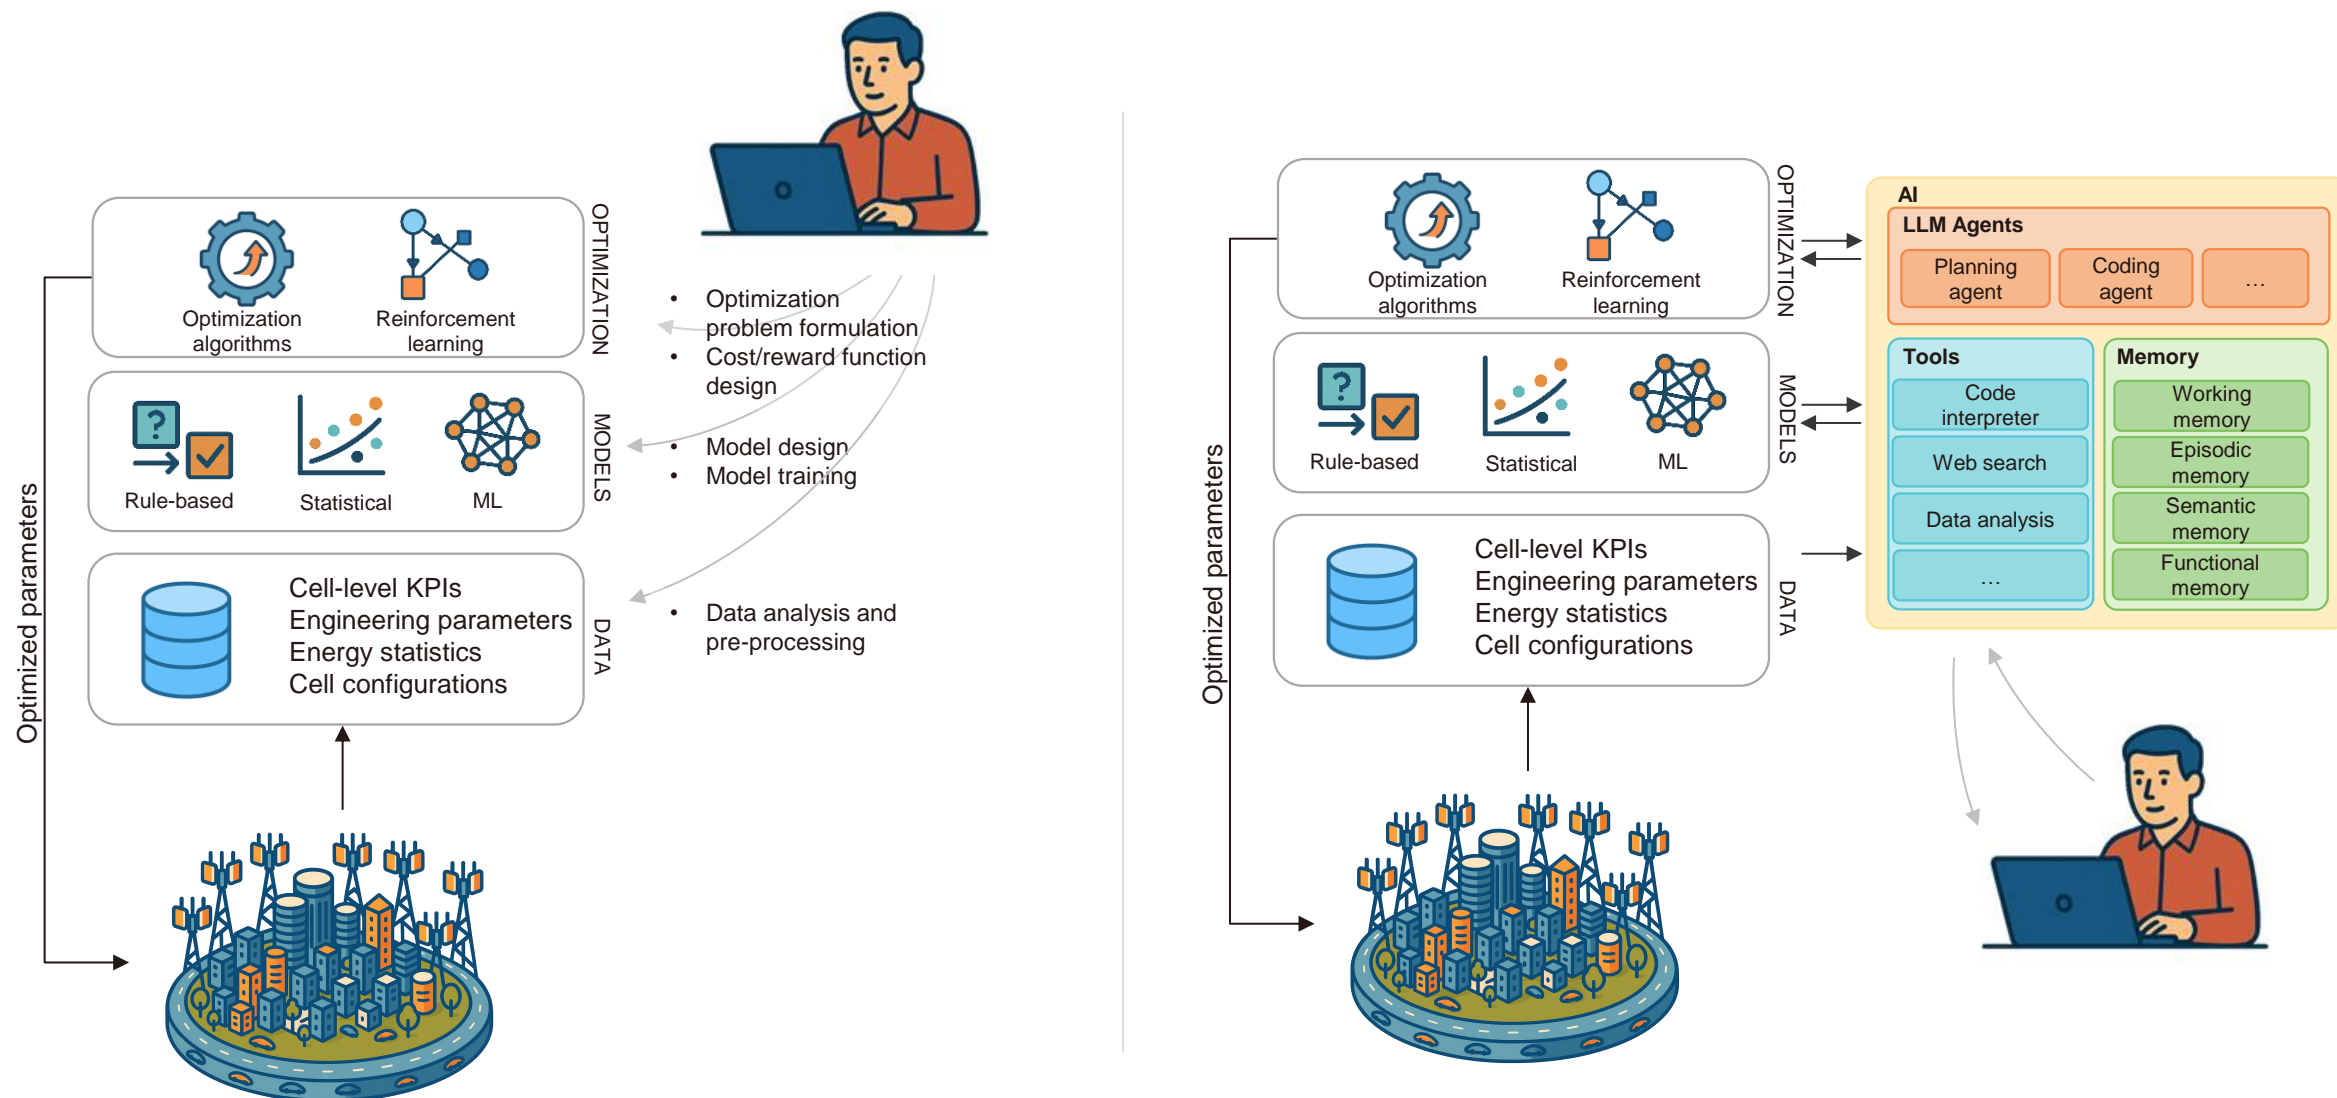 OPTIMIZATION
Optimization
algorithms
Reinforcement
learning
MODELS
Rule-based
Statistical
ML
DATA
Cell-level KPIs
Engineering parameters
Energy statistics
Cell configurations
Optimized parameters
• Optimization
problem formulation
• Cost/reward function
design
• Model design
• Model training
• Data analysis and
pre-processing
OPTIMIZATION
Optimization
algorithms
Reinforcement
learning
MODELS
Rule-based
Statistical
ML
DATA
Cell-level KPIs
Engineering parameters
Energy statistics
Cell configurations
Optimized parameters
AI
LLM Agents
Planning
agent
Coding
agent
…
Tools
Code
interpreter
Web search
Data analysis
…
Memory
Working
memory
Episodic
memory
Semantic
memory
Functional
memory